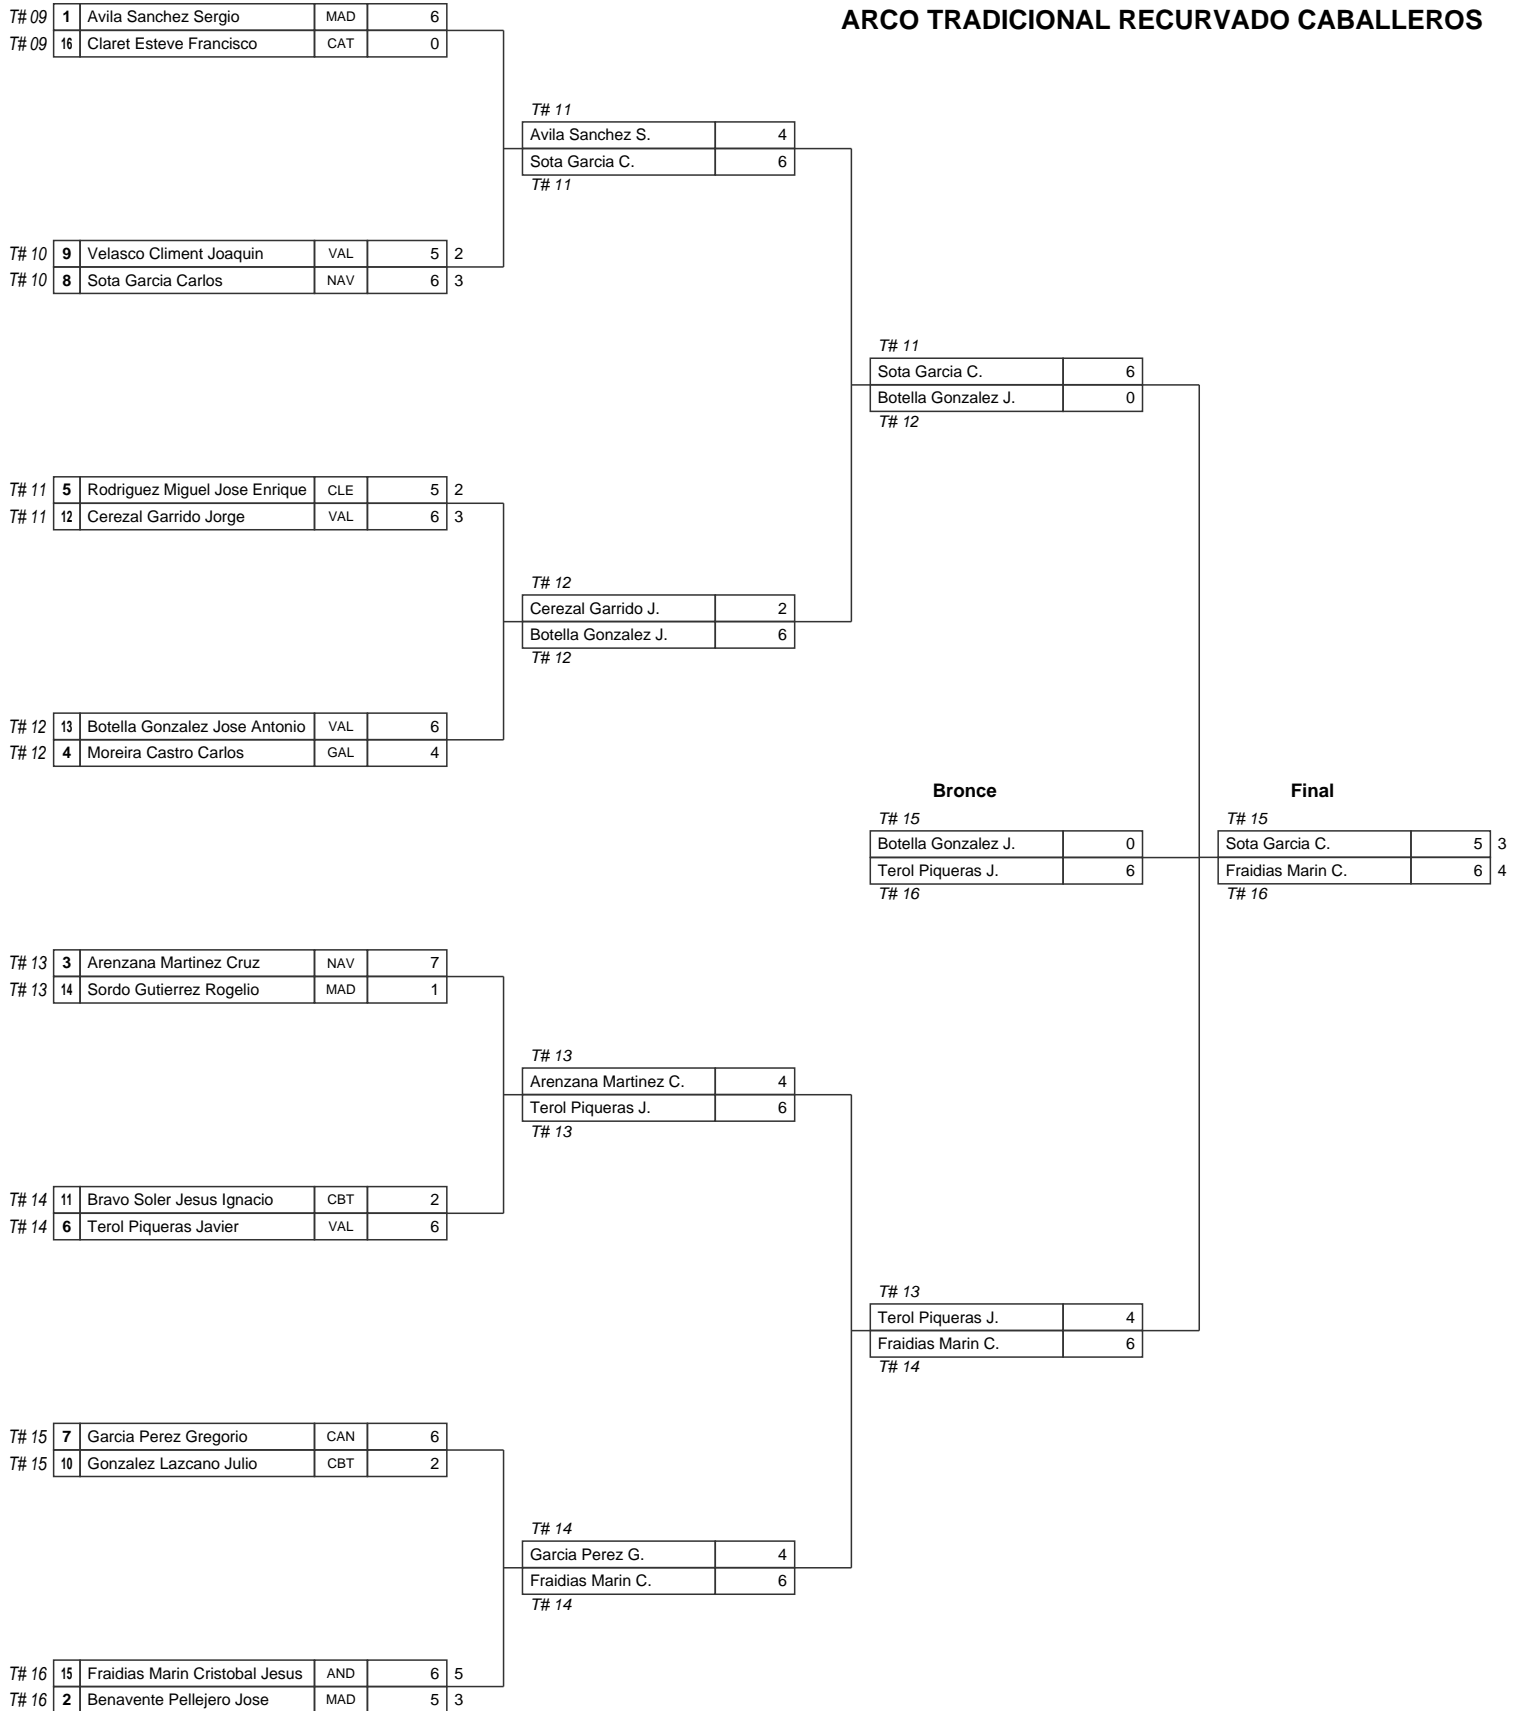 ARCO TRADICIONAL RECURVADO CABALLEROS
T# 09 1 Avila Sanchez Sergio MAD 6
T# 09 16 Claret Esteve Francisco CAT 0
T# 11
Avila Sanchez S. 4
Sota Garcia C. 6
T# 11
T# 10 9 Velasco Climent Joaquin VAL 5 2
T# 10 8 Sota Garcia Carlos NAV 6 3
T# 11
Sota Garcia C. 6
Botella Gonzalez J. 0
T# 12
T# 11 5 Rodriguez Miguel Jose Enrique CLE 5 2
T# 11 12 Cerezal Garrido Jorge VAL 6 3
T# 12
Cerezal Garrido J. 2
Botella Gonzalez J. 6
T# 12
T# 12 13 Botella Gonzalez Jose Antonio VAL 6
T# 12 4 Moreira Castro Carlos GAL 4
Bronce
T# 15
Botella Gonzalez J. 0
Terol Piqueras J. 6
T# 16
Final
T# 15
Sota Garcia C. 5 3
Fraidias Marin C. 6 4
T# 16
T# 13 3 Arenzana Martinez Cruz NAV 7
T# 13 14 Sordo Gutierrez Rogelio MAD 1
T# 13
Arenzana Martinez C. 4
Terol Piqueras J. 6
T# 13
T# 14 11 Bravo Soler Jesus Ignacio CBT 2
T# 14 6 Terol Piqueras Javier VAL 6
T# 13
Terol Piqueras J. 4
Fraidias Marin C. 6
T# 14
T# 15 7 Garcia Perez Gregorio CAN 6
T# 15 10 Gonzalez Lazcano Julio CBT 2
T# 14
Garcia Perez G. 4
Fraidias Marin C. 6
T# 14
T# 16 15 Fraidias Marin Cristobal Jesus AND 6 5
T# 16 2 Benavente Pellejero Jose MAD 5 3